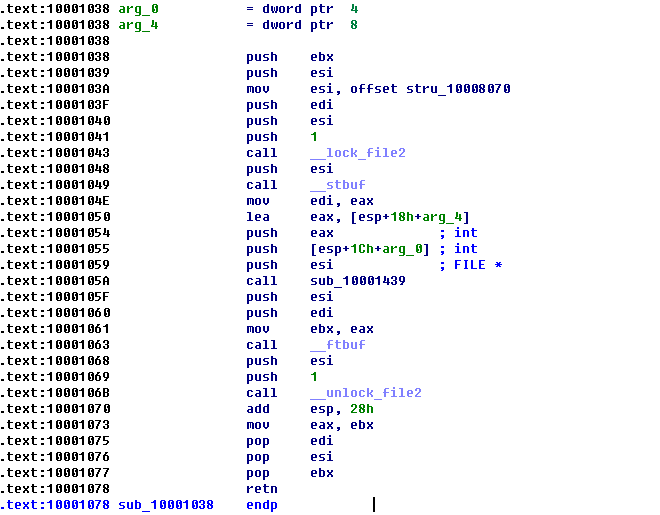 .text:10001038 arg_0 = dword ptr 4
.text:10001038 arg_4 = dword ptr 8
.text:10001038
.text:10001038 push ebx
.text:10001039 push esi
.text:1000103A mov esi, offset stru_10008070
.text:1000103F push edi
.text:10001040 push esi
.text:10001041 push 1
.text:10001043 call __lock_file2
.text:10001048 push esi
.text:10001049 call __stbuf
.text:1000104E mov edi, eax
.text:10001050 lea eax, [esp+18h+arg_4]
.text:10001054 push eax ; int
.text:10001055 push [esp+1Ch+arg_0] ; int
.text:10001059 push esi ; FILE *
.text:1000105A call sub_10001439
.text:1000105F push esi
.text:10001060 push edi
.text:10001061 mov ebx, eax
.text:10001063 call __ftbuf
.text:10001068 push esi
.text:10001069 push 1
.text:1000106B call __unlock_file2
.text:10001070 add esp, 28h
.text:10001073 mov eax, ebx
.text:10001075 pop edi
.text:10001076 pop esi
.text:10001077 pop ebx
.text:10001078 retn
.text:10001078 sub_10001038 endp